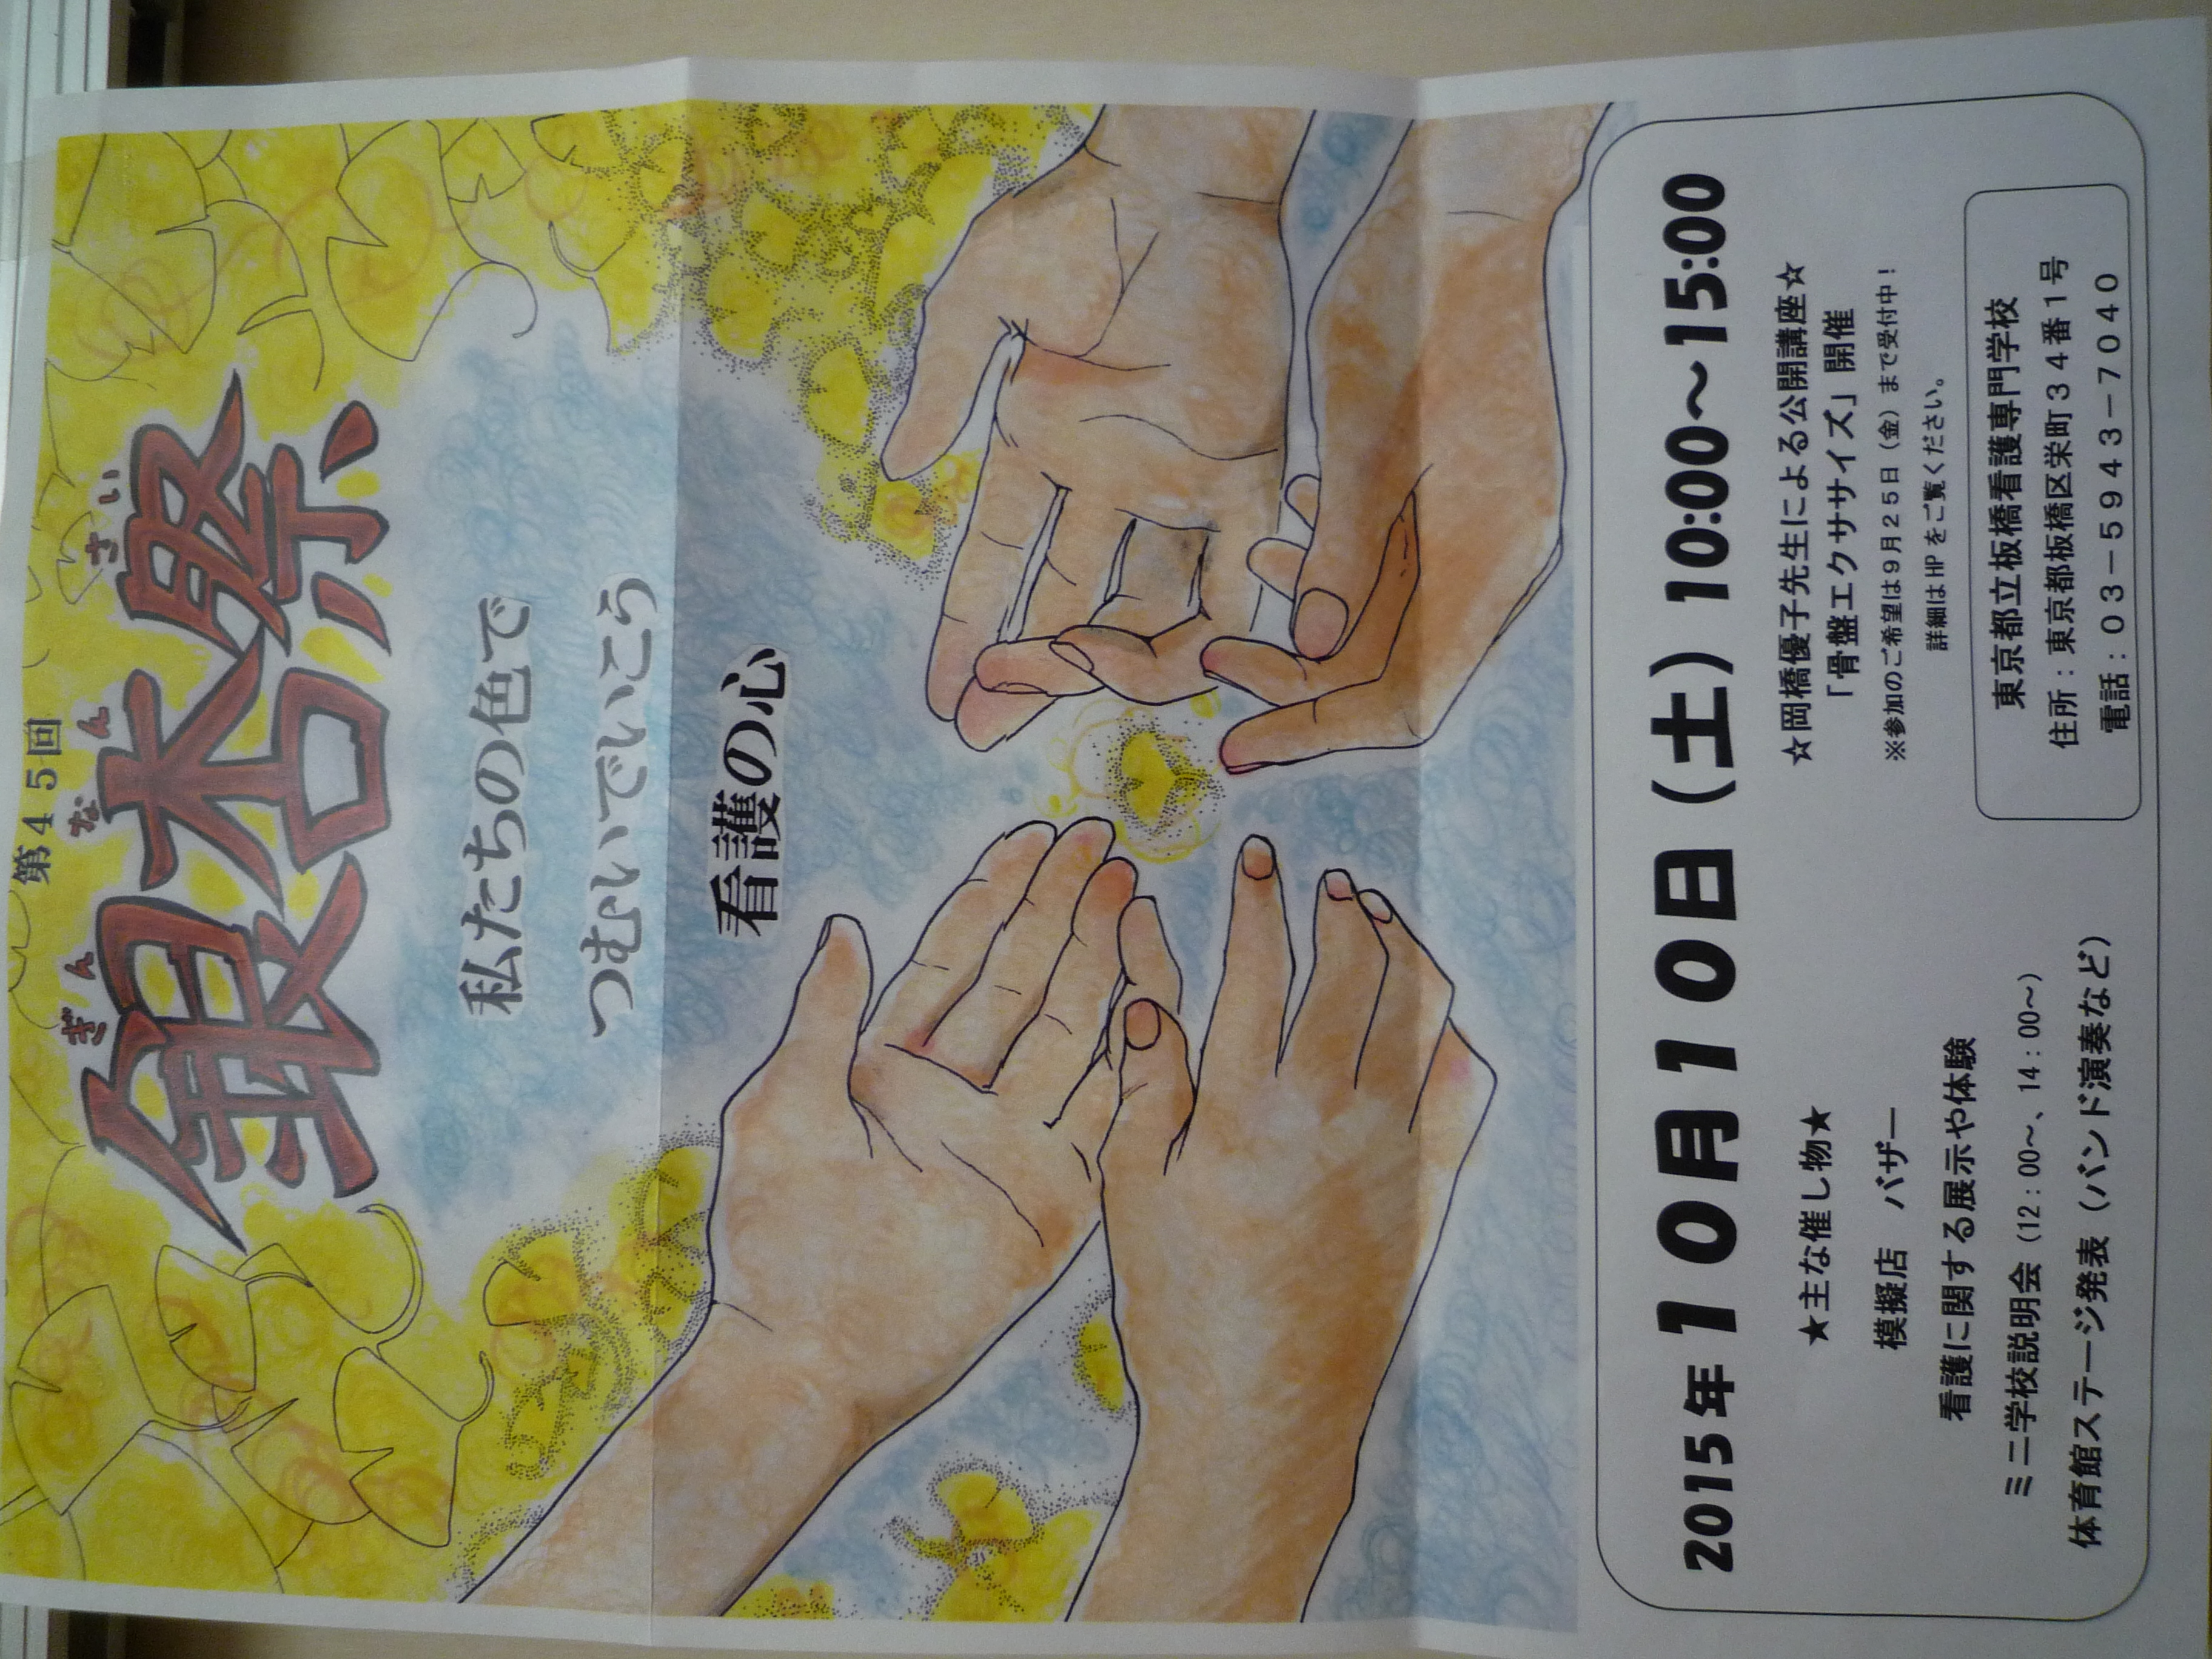 第45回
ぎんなんさい
銀杏祭
私たちの色で
つむいでいこう
看護の心
2015年10月10日（土）10:00～15:00
★主な催し物★
模擬店　バザー
看護に関する展示や体験
ミニ学校説明会（12：00～、14：00～）
体育館ステージ発表（バンド演奏など）
☆岡橋優子先生による公開講座☆
「骨盤エクササイズ」開催
※参加のご希望は9月25日（金）まで受付中！
詳細はHPをご覧ください。
東京都立板橋看護専門学校
住所：東京都板橋区栄町34番1号
電話：03－5943－7040